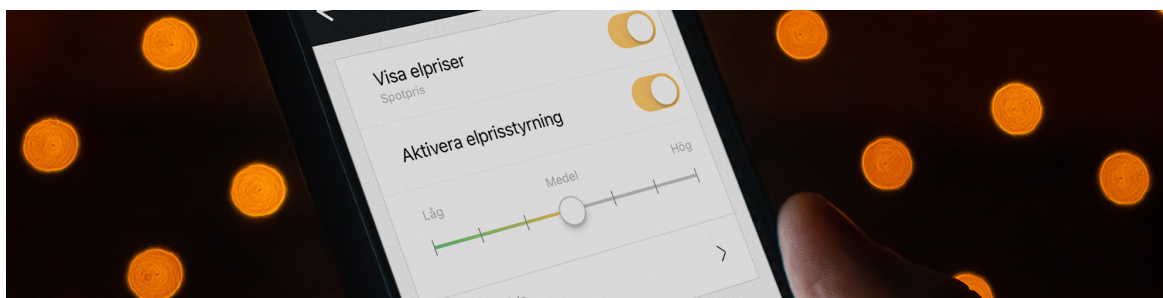 Visa elpriser
Spotpris
Aktivera elprisstyrning
Låg
Medel
Hög